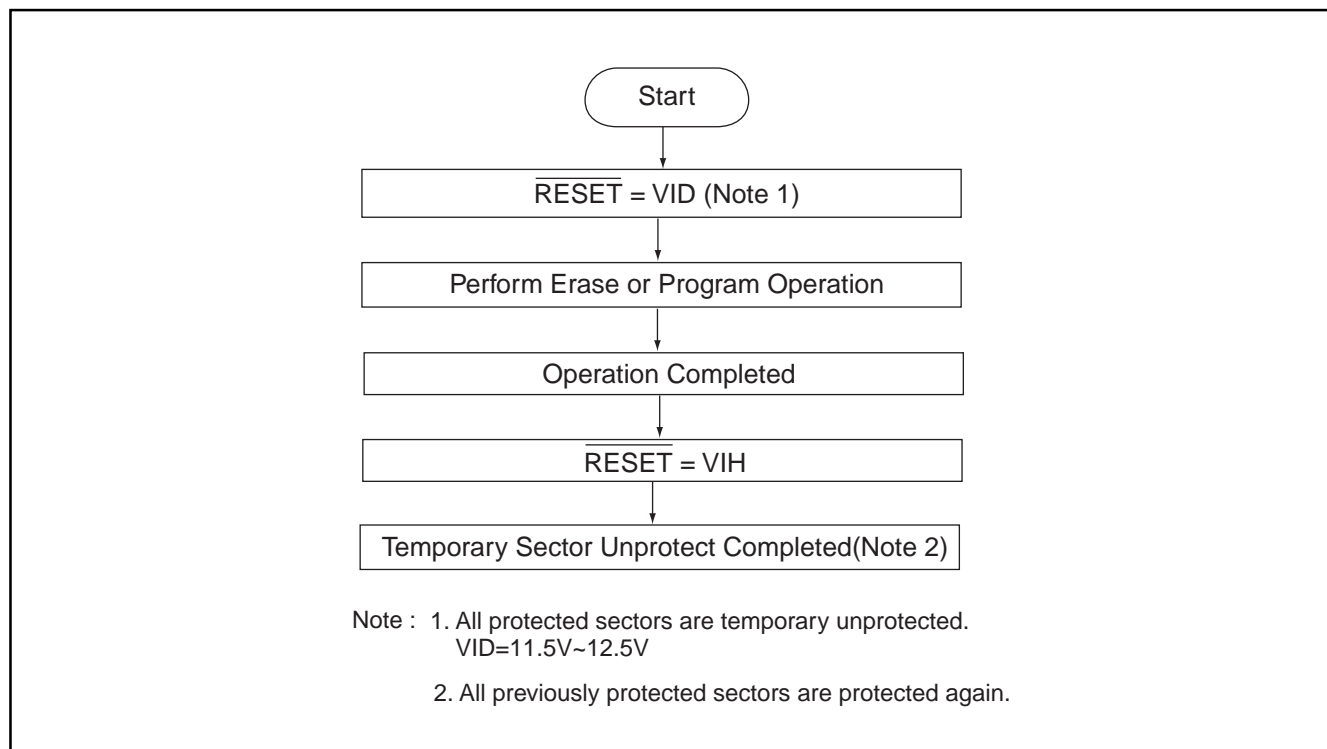 Start
RESET = VID (Note 1)
Perform Erase or Program Operation
Operation Completed
RESET = VIH
Temporary Sector Unprotect Completed(Note 2)
Note : 1. All protected sectors are temporary unprotected.
VID=11.5V~12.5V
2. All previously protected sectors are protected again.